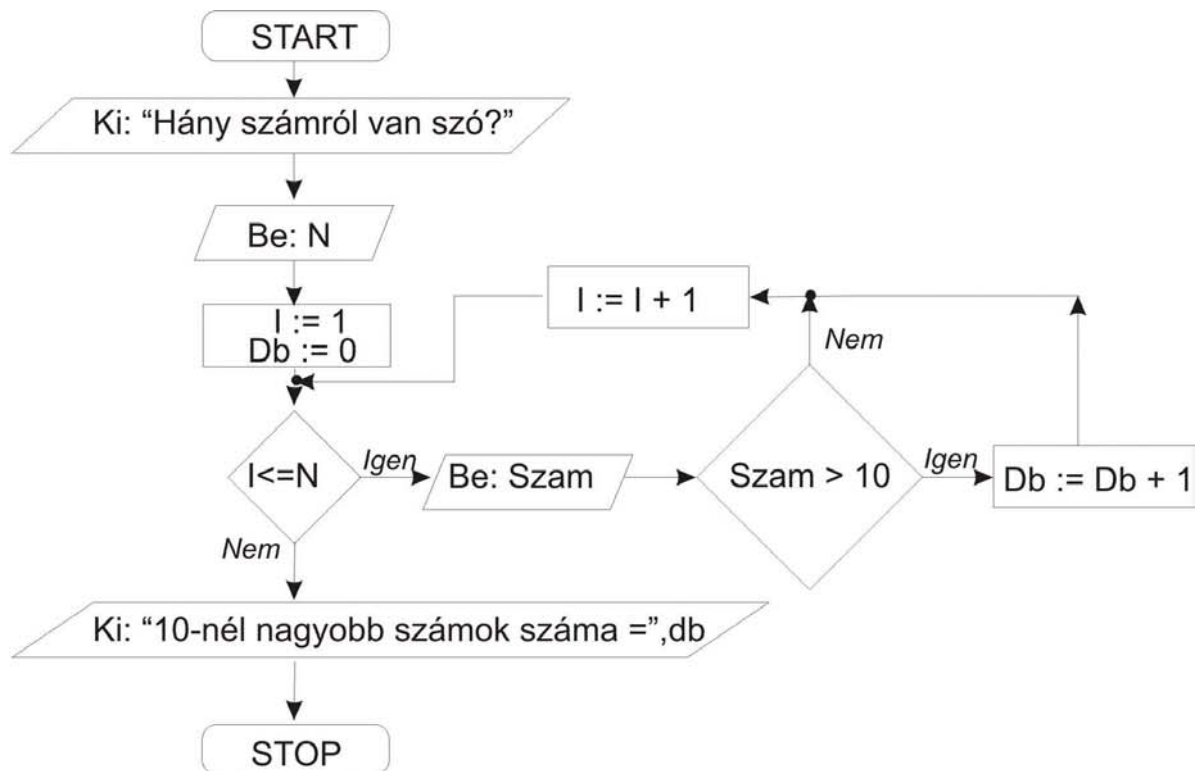 START
Ki: “Hány számról van szó?”
Be: N
I := 1
Db := 0
I<=N
Igen
Be: Szam
Szam > 10
Igen
Db := Db + 1
Nem
I := I + 1
Nem
Ki: “10-nél nagyobb számok száma =”,db
STOP